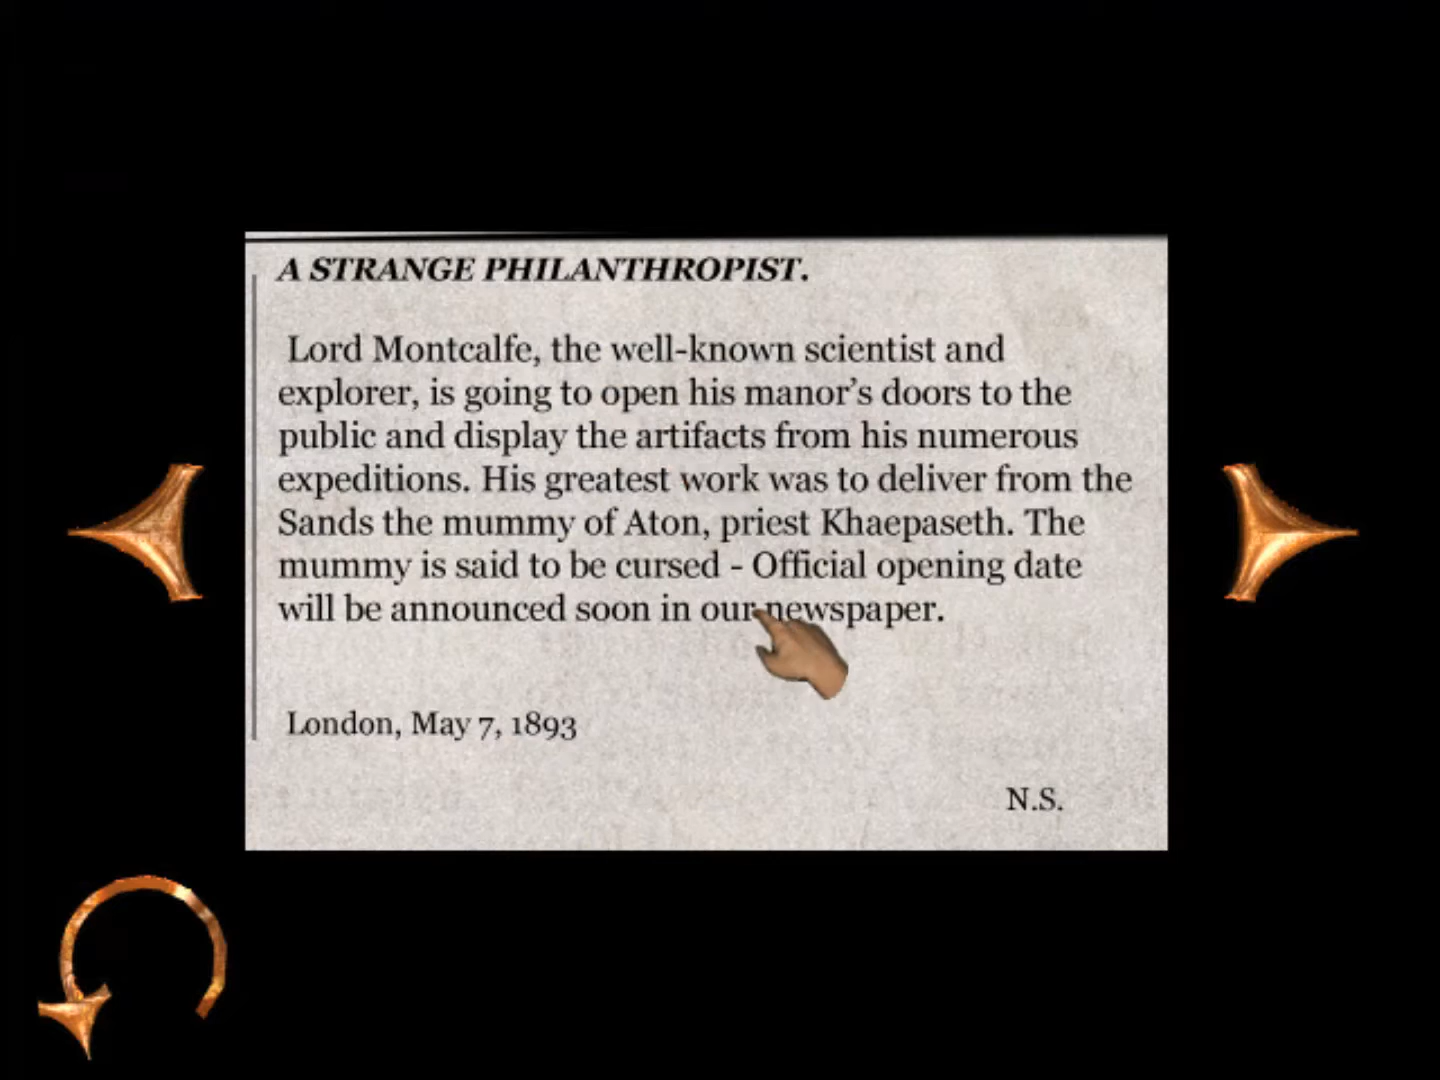 A STRANGE PHILANTHROPIST.
Lord Montcalfe, the well-known scientist and
explorer, is going to open his manor’s doors to the
public and display the artifacts from his numerous
expeditions. His greatest work was to deliver from the
Sands the mummy of Aton, priest Khaepaseth. The
mummy is said to be cursed - Official opening date
will be announced soon in our newspaper.
London, May 7, 1893
N.S.